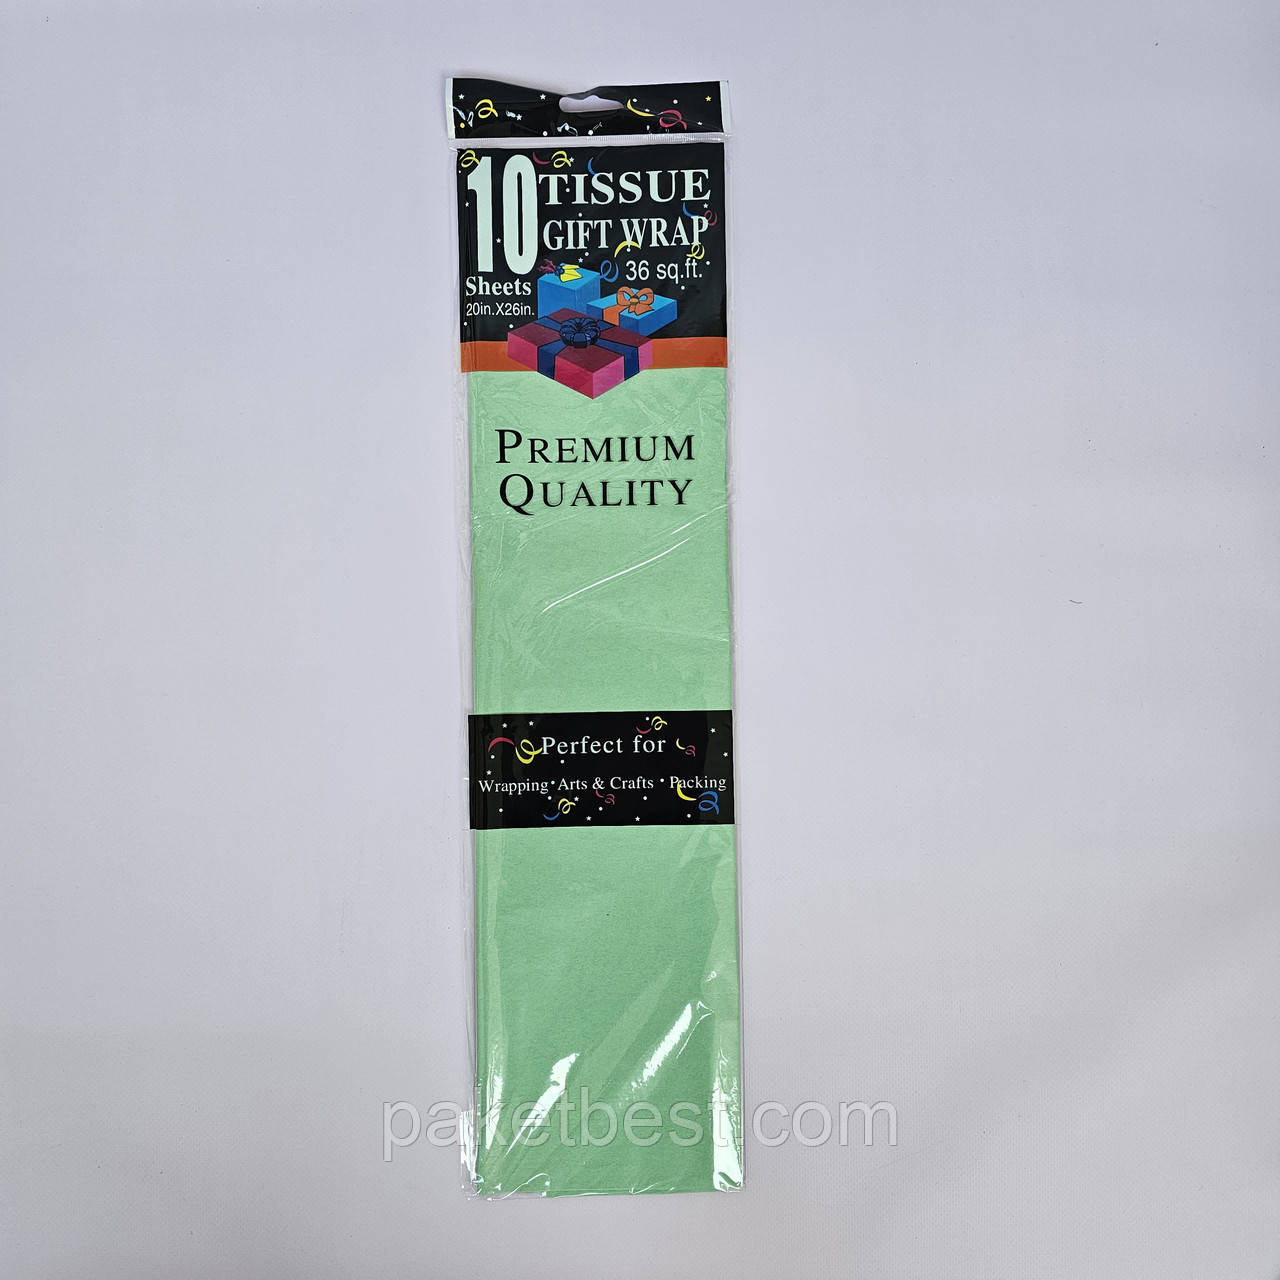 10 TISSUE
GIFT WRAP
36 sq.ft.
Sheets
20in.X26in.
PREMIUM
QUALITY
Perfect for
Wrapping • Arts & Crafts • Packing
paketbest.com